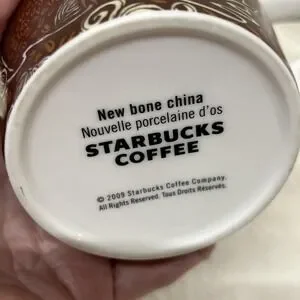 New bone china
Nouvelle porcelaine d'os
STARBUCKS
COFFEE
© 2009 Starbucks Coffee Company.
All Rights Reserved. Tous Droits Réservés.